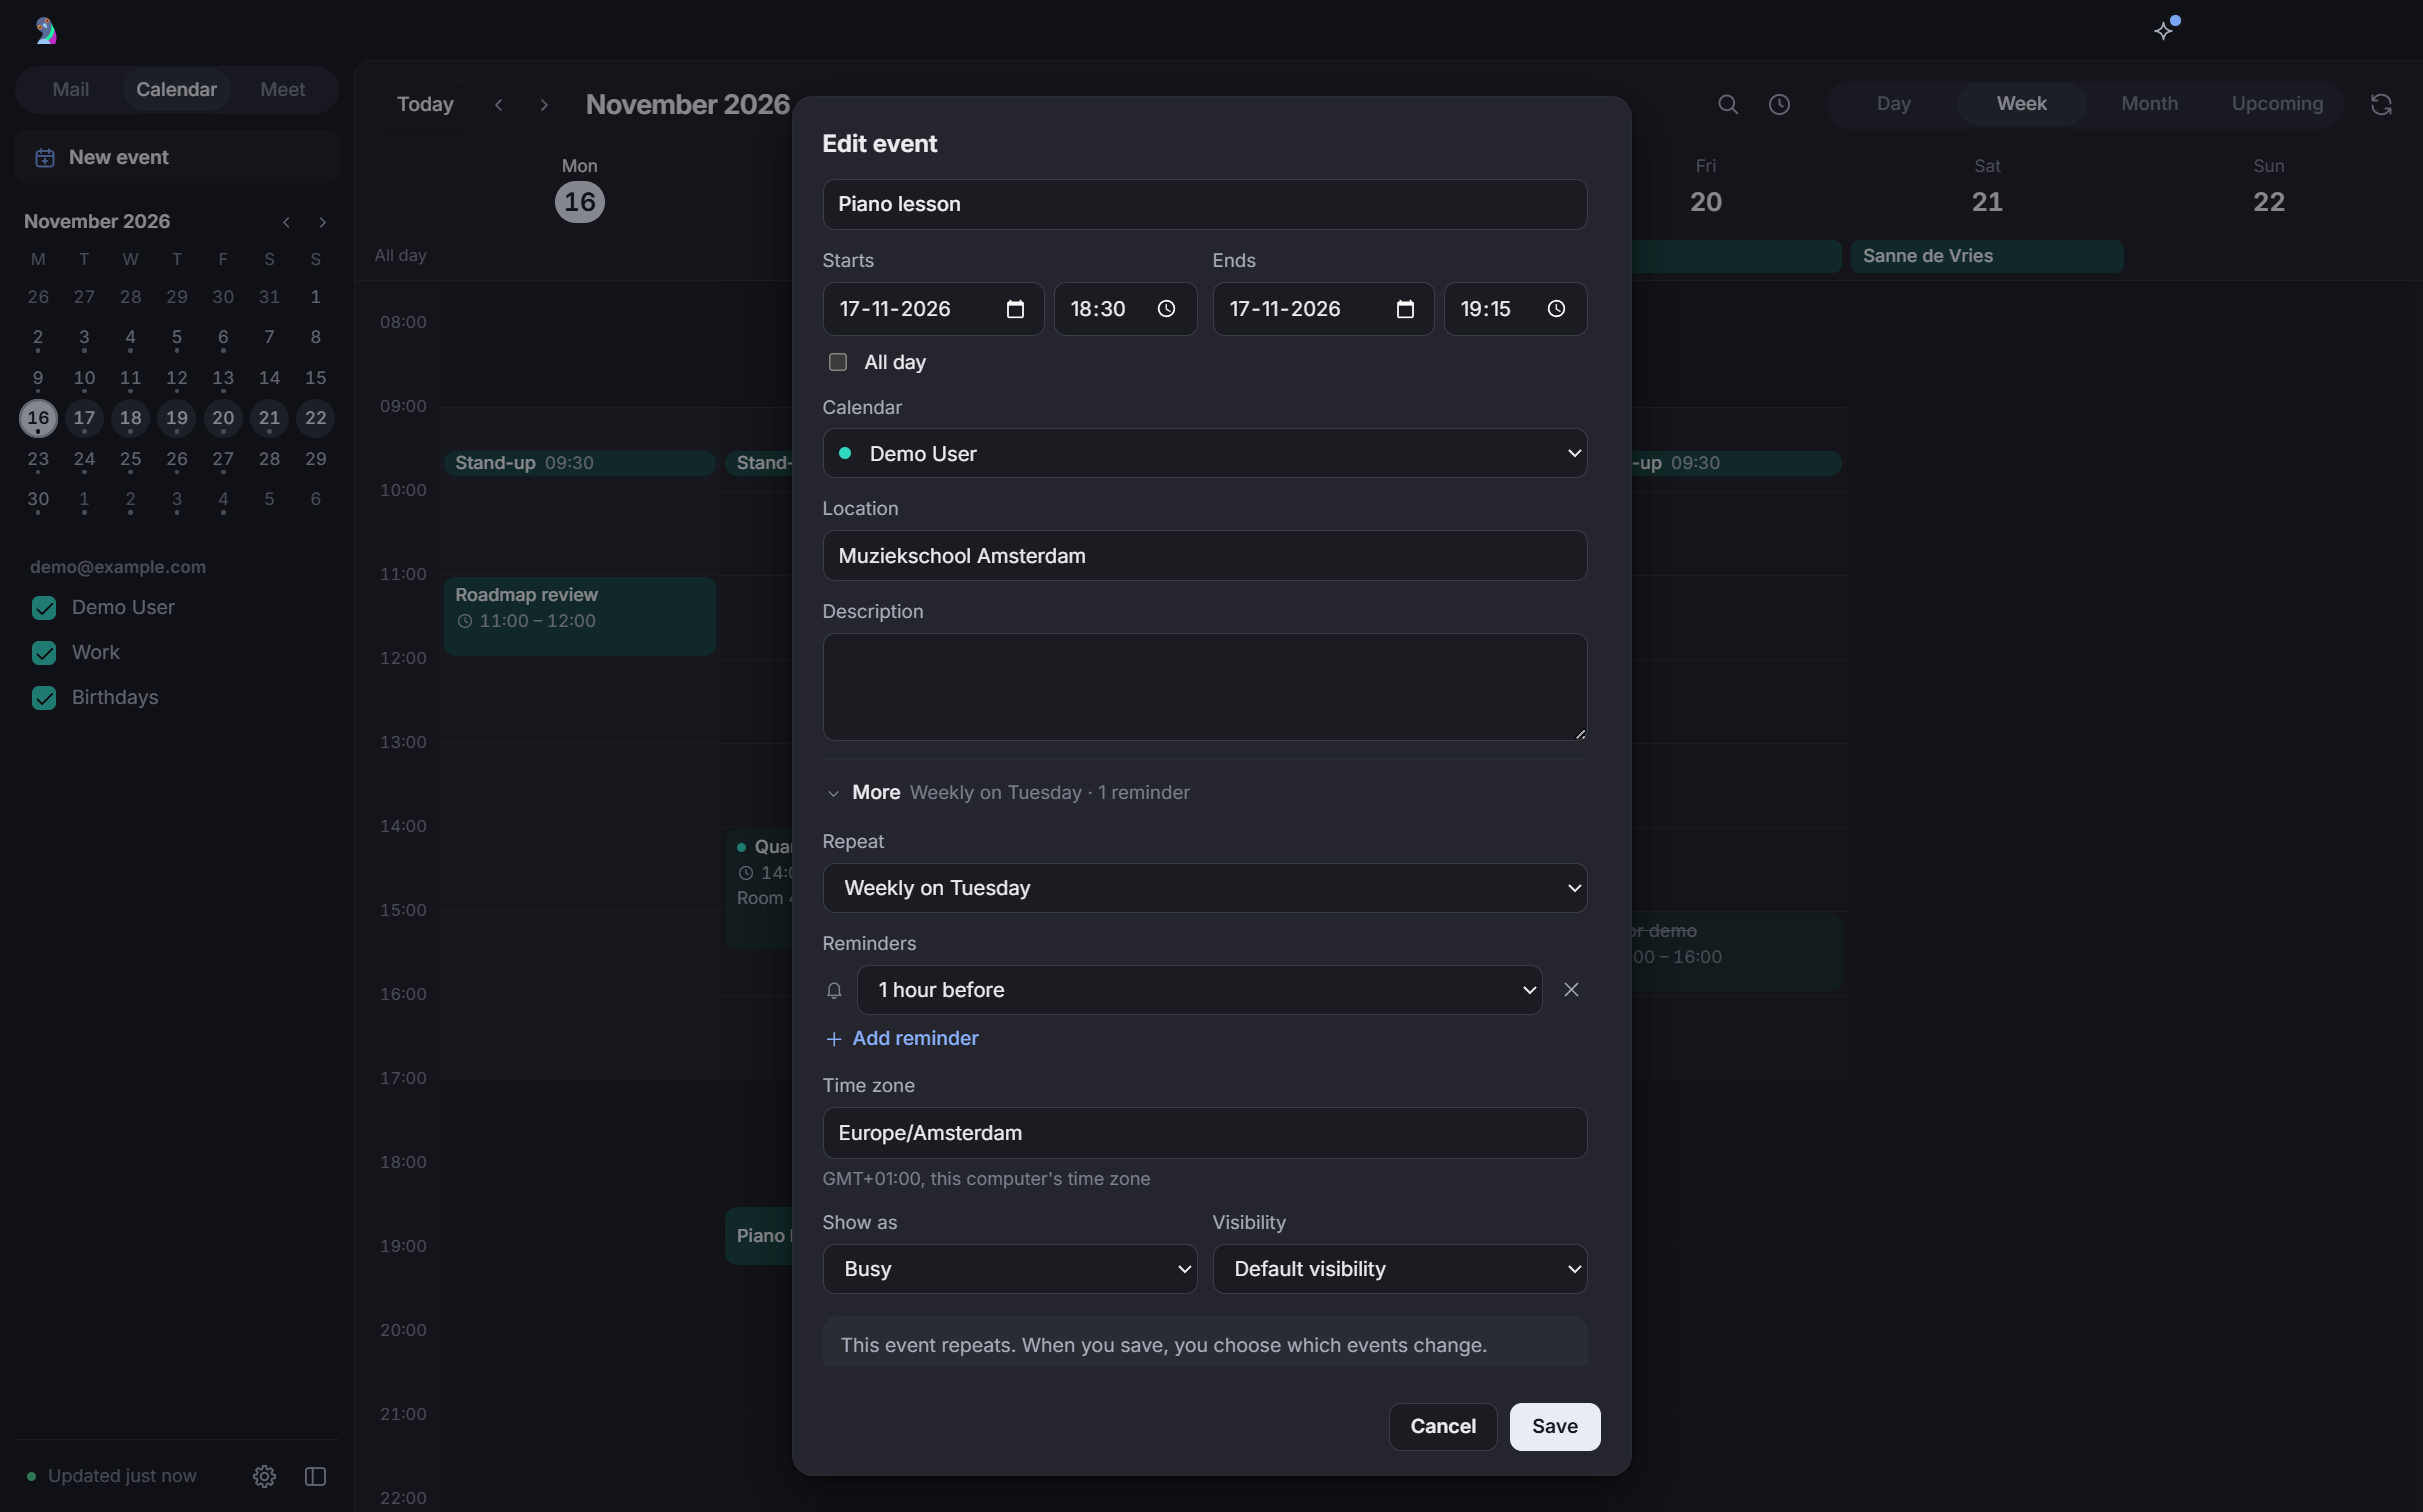 Mail Calendar Meet
New event
November 2026
M T W T F S S
26 27 28 29 30 31 1
2 3 4 5 6 7 8
9 10 11 12 13 14 15
16 17 18 19 20 21 22
23 24 25 26 27 28 29
30 1 2 3 4 5 6
demo@example.com
Demo User
Work
Birthdays
Updated just now
Today November 2026
Day Week Month Upcoming
Mon
16
Fri
20
Sat
21
Sun
22
All day
Sanne de Vries
08:00
09:00
10:00
11:00
12:00
13:00
14:00
15:00
16:00
17:00
18:00
19:00
20:00
21:00
22:00
Stand-up 09:30
Roadmap review
11:00 – 12:00
Stand-
Room
Piano
-up 09:30
demo
00 – 16:00
Edit event
Piano lesson
Starts Ends
17-11-2026 18:30 17-11-2026 19:15
All day
Calendar
Demo User
Location
Muziekschool Amsterdam
Description
More Weekly on Tuesday · 1 reminder
Repeat
Weekly on Tuesday
Reminders
1 hour before
Add reminder
Time zone
Europe/Amsterdam
GMT+01:00, this computer's time zone
Show as Visibility
Busy Default visibility
This event repeats. When you save, you choose which events change.
Cancel Save